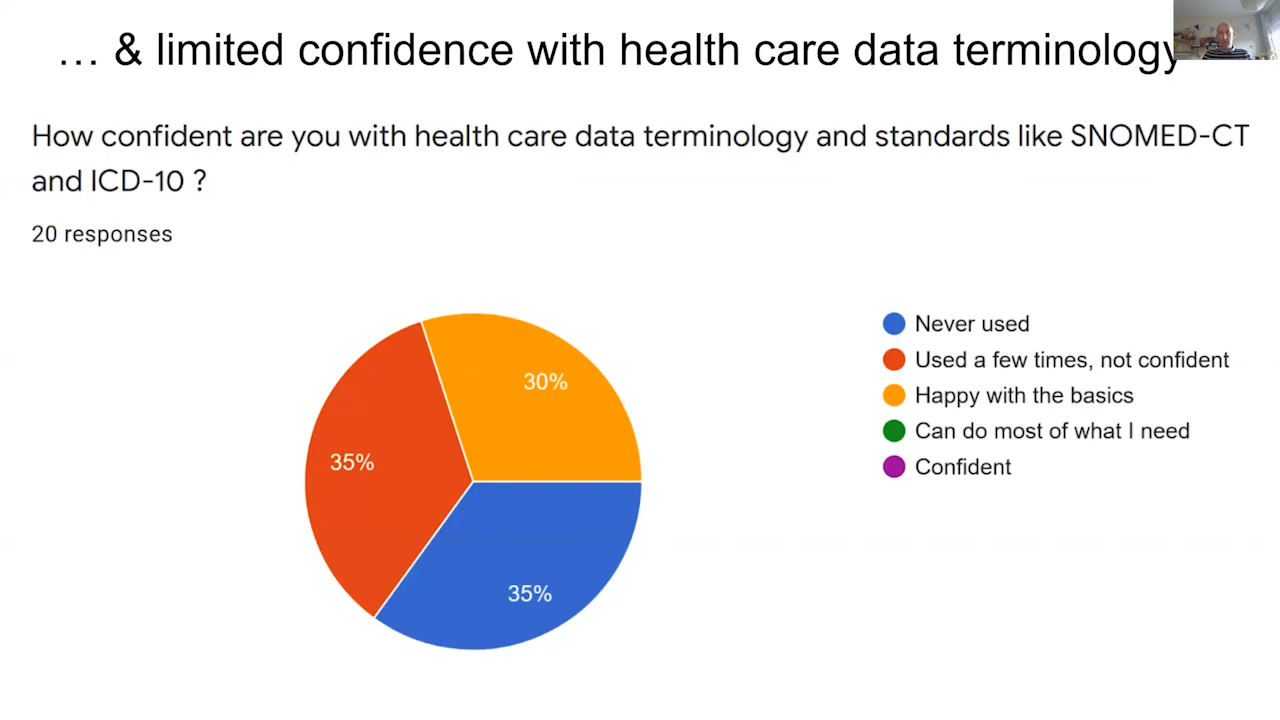 … & limited confidence with health care data terminology
How confident are you with health care data terminology and standards like SNOMED-CT
and ICD-10 ?
20 responses
30%
35%
35%
Never used
Used a few times, not confident
Happy with the basics
Can do most of what I need
Confident